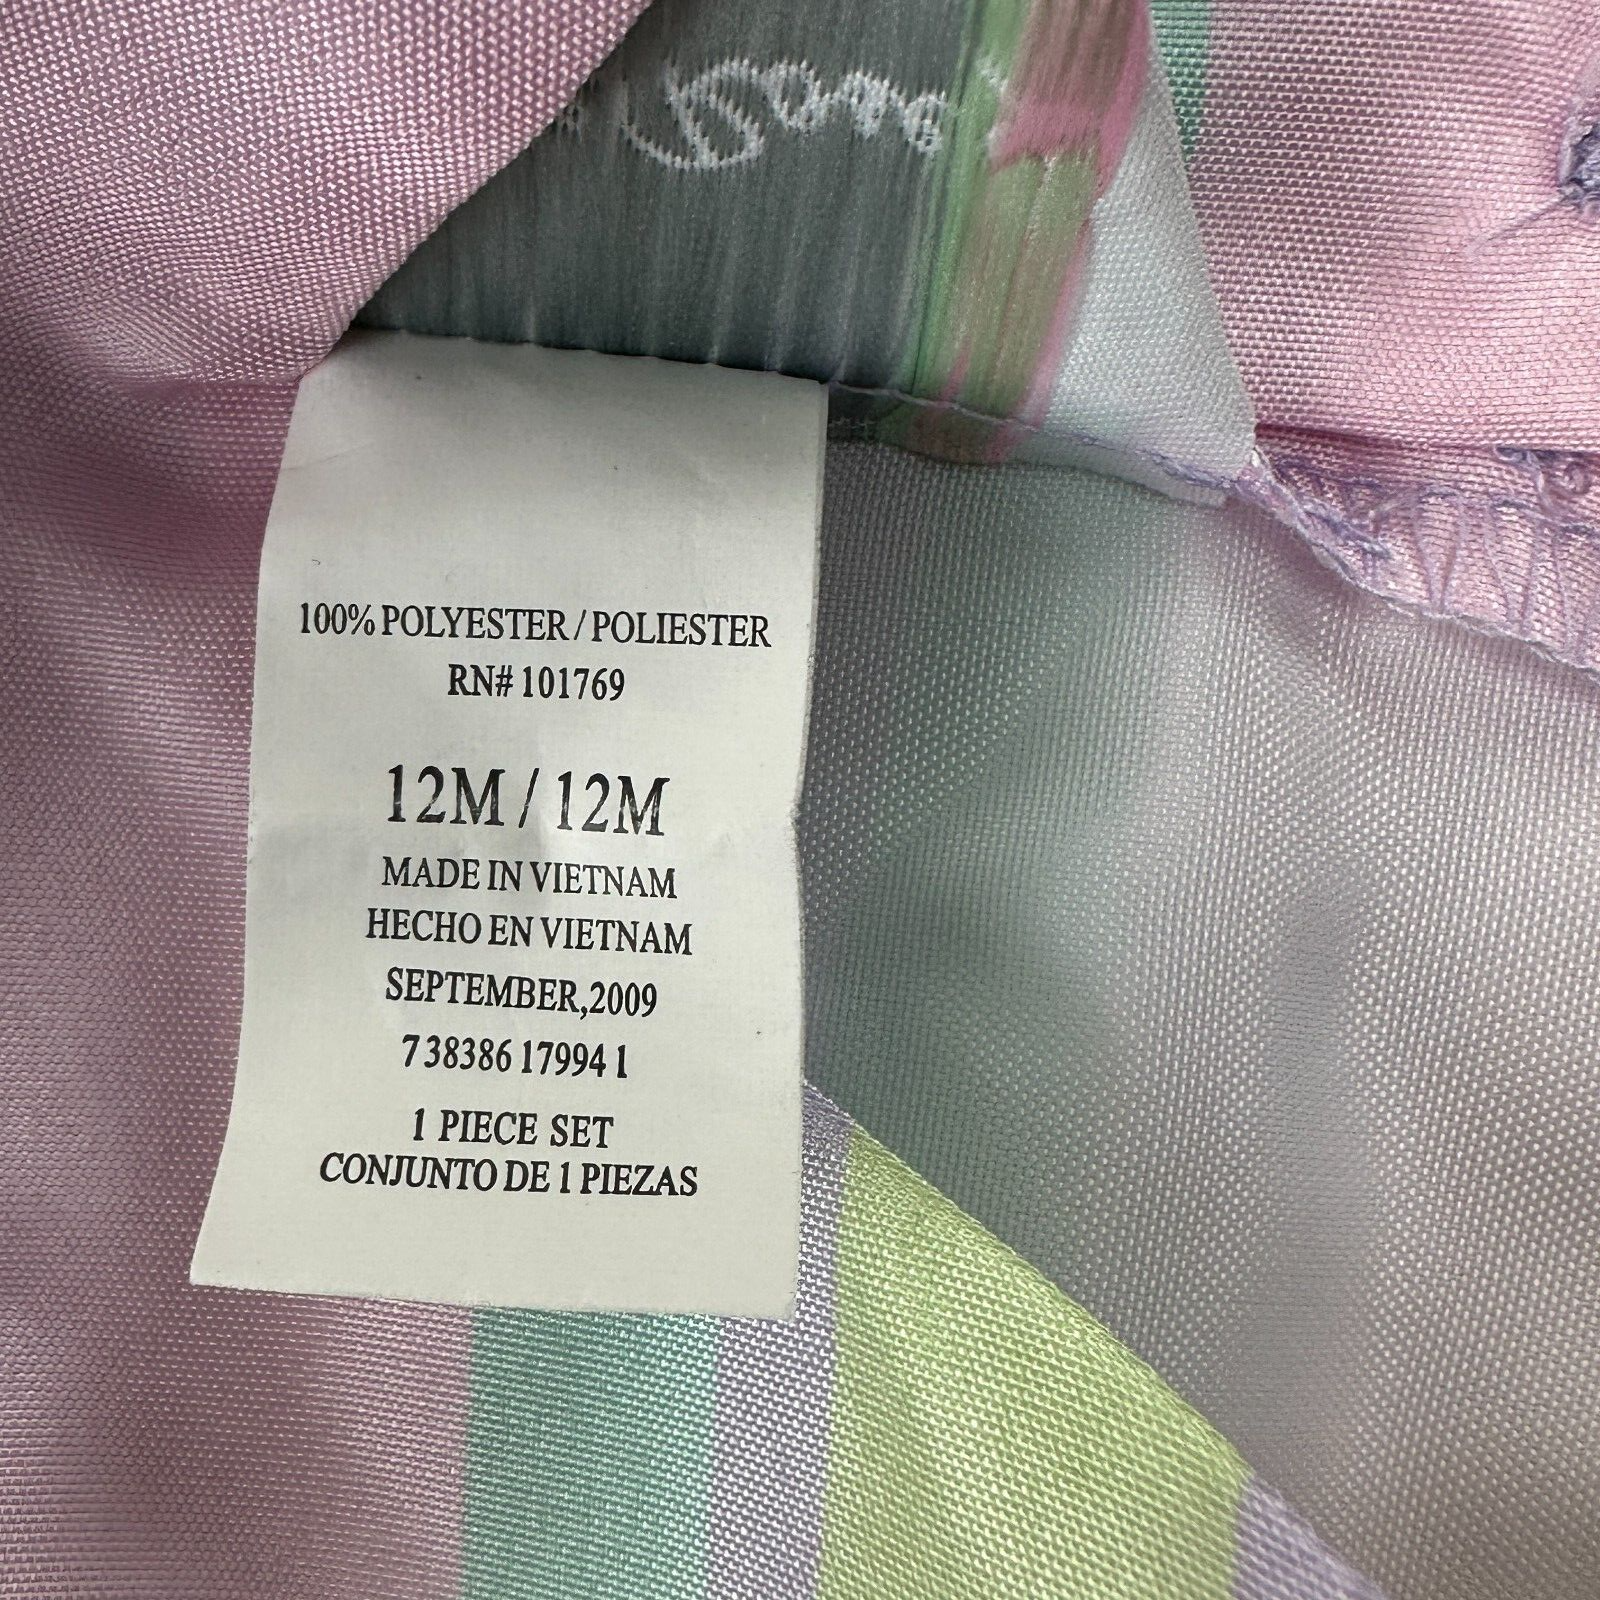 100% POLYESTER / POLIESTER
RN# 101769
12M / 12M
MADE IN VIETNAM
HECHO EN VIETNAM
SEPTEMBER,2009
7 38386 17994 1
1 PIECE SET
CONJUNTO DE 1 PIEZAS